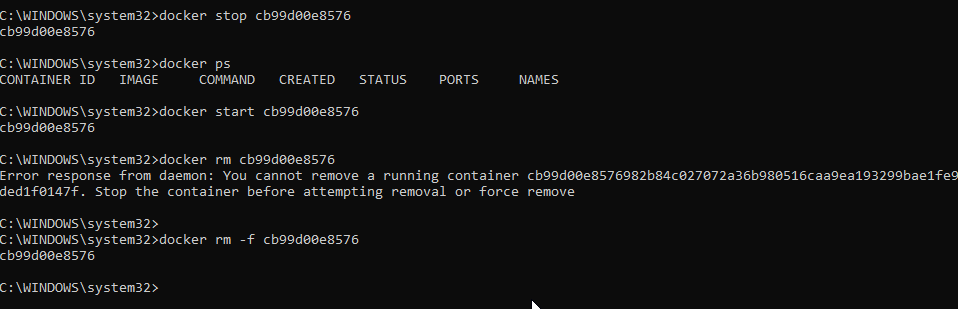 C:\WINDOWS\system32>docker stop cb99d00e8576
cb99d00e8576
C:\WINDOWS\system32>docker ps
CONTAINER ID   IMAGE     COMMAND   CREATED   STATUS    PORTS     NAMES
C:\WINDOWS\system32>docker start cb99d00e8576
cb99d00e8576
C:\WINDOWS\system32>docker rm cb99d00e8576
Error response from daemon: You cannot remove a running container cb99d00e8576982b84c027072a36b980516caa9ea193299bae1fe9
ded1f0147f. Stop the container before attempting removal or force remove
C:\WINDOWS\system32>
C:\WINDOWS\system32>docker rm -f cb99d00e8576
cb99d00e8576
C:\WINDOWS\system32>